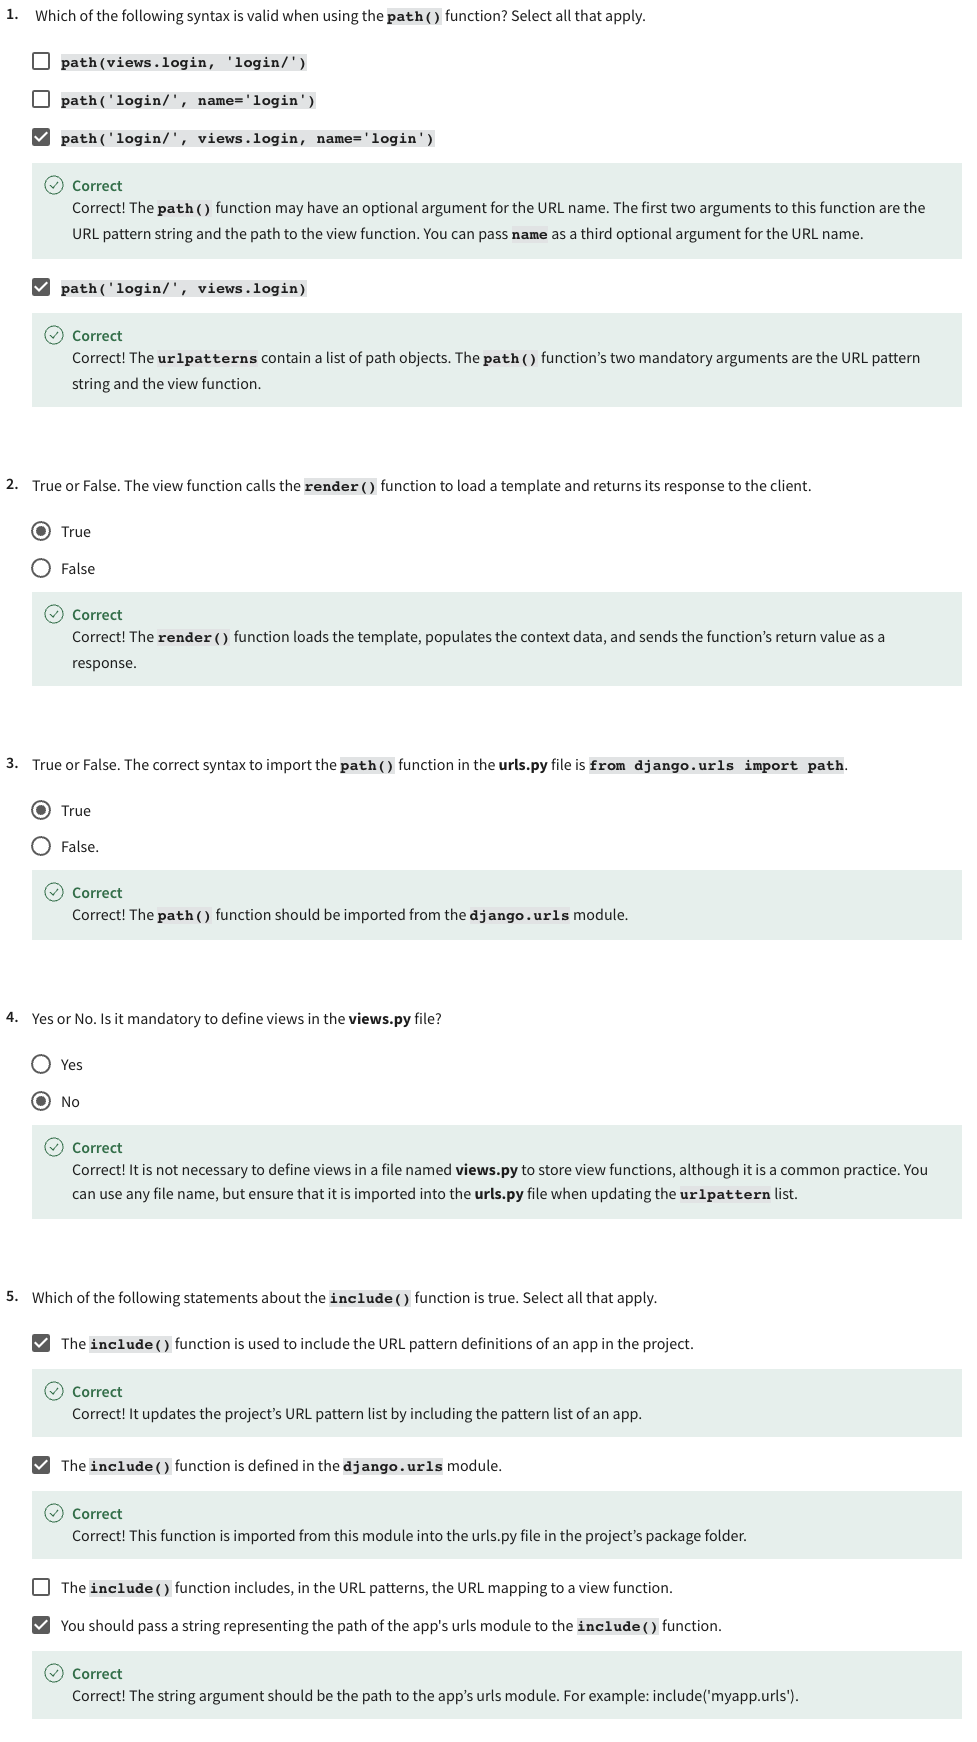 1. Which of the following syntax is valid when using the path() function? Select all that apply.
path(views.login, 'login/')
path('login/', name='login')
path('login/', views.login, name='login')
Correct
Correct! The path() function may have an optional argument for the URL name. The first two arguments to this function are the
URL pattern string and the path to the view function. You can pass name as a third optional argument for the URL name.
path('login/', views.login)
Correct
Correct! The urlpatterns contain a list of path objects. The path() function’s two mandatory arguments are the URL pattern
string and the view function.
2. True or False. The view function calls the render() function to load a template and returns its response to the client.
True
False
Correct
Correct! The render() function loads the template, populates the context data, and sends the function’s return value as a
response.
3. True or False. The correct syntax to import the path() function in the urls.py file is from django.urls import path.
True
False.
Correct
Correct! The path() function should be imported from the django.urls module.
4. Yes or No. Is it mandatory to define views in the views.py file?
Yes
No
Correct
Correct! It is not necessary to define views in a file named views.py to store view functions, although it is a common practice. You
can use any file name, but ensure that it is imported into the urls.py file when updating the urlpattern list.
5. Which of the following statements about the include() function is true. Select all that apply.
The include() function is used to include the URL pattern definitions of an app in the project.
Correct
Correct! It updates the project’s URL pattern list by including the pattern list of an app.
The include() function is defined in the django.urls module.
Correct
Correct! This function is imported from this module into the urls.py file in the project’s package folder.
The include() function includes, in the URL patterns, the URL mapping to a view function.
You should pass a string representing the path of the app's urls module to the include() function.
Correct
Correct! The string argument should be the path to the app’s urls module. For example: include('myapp.urls').